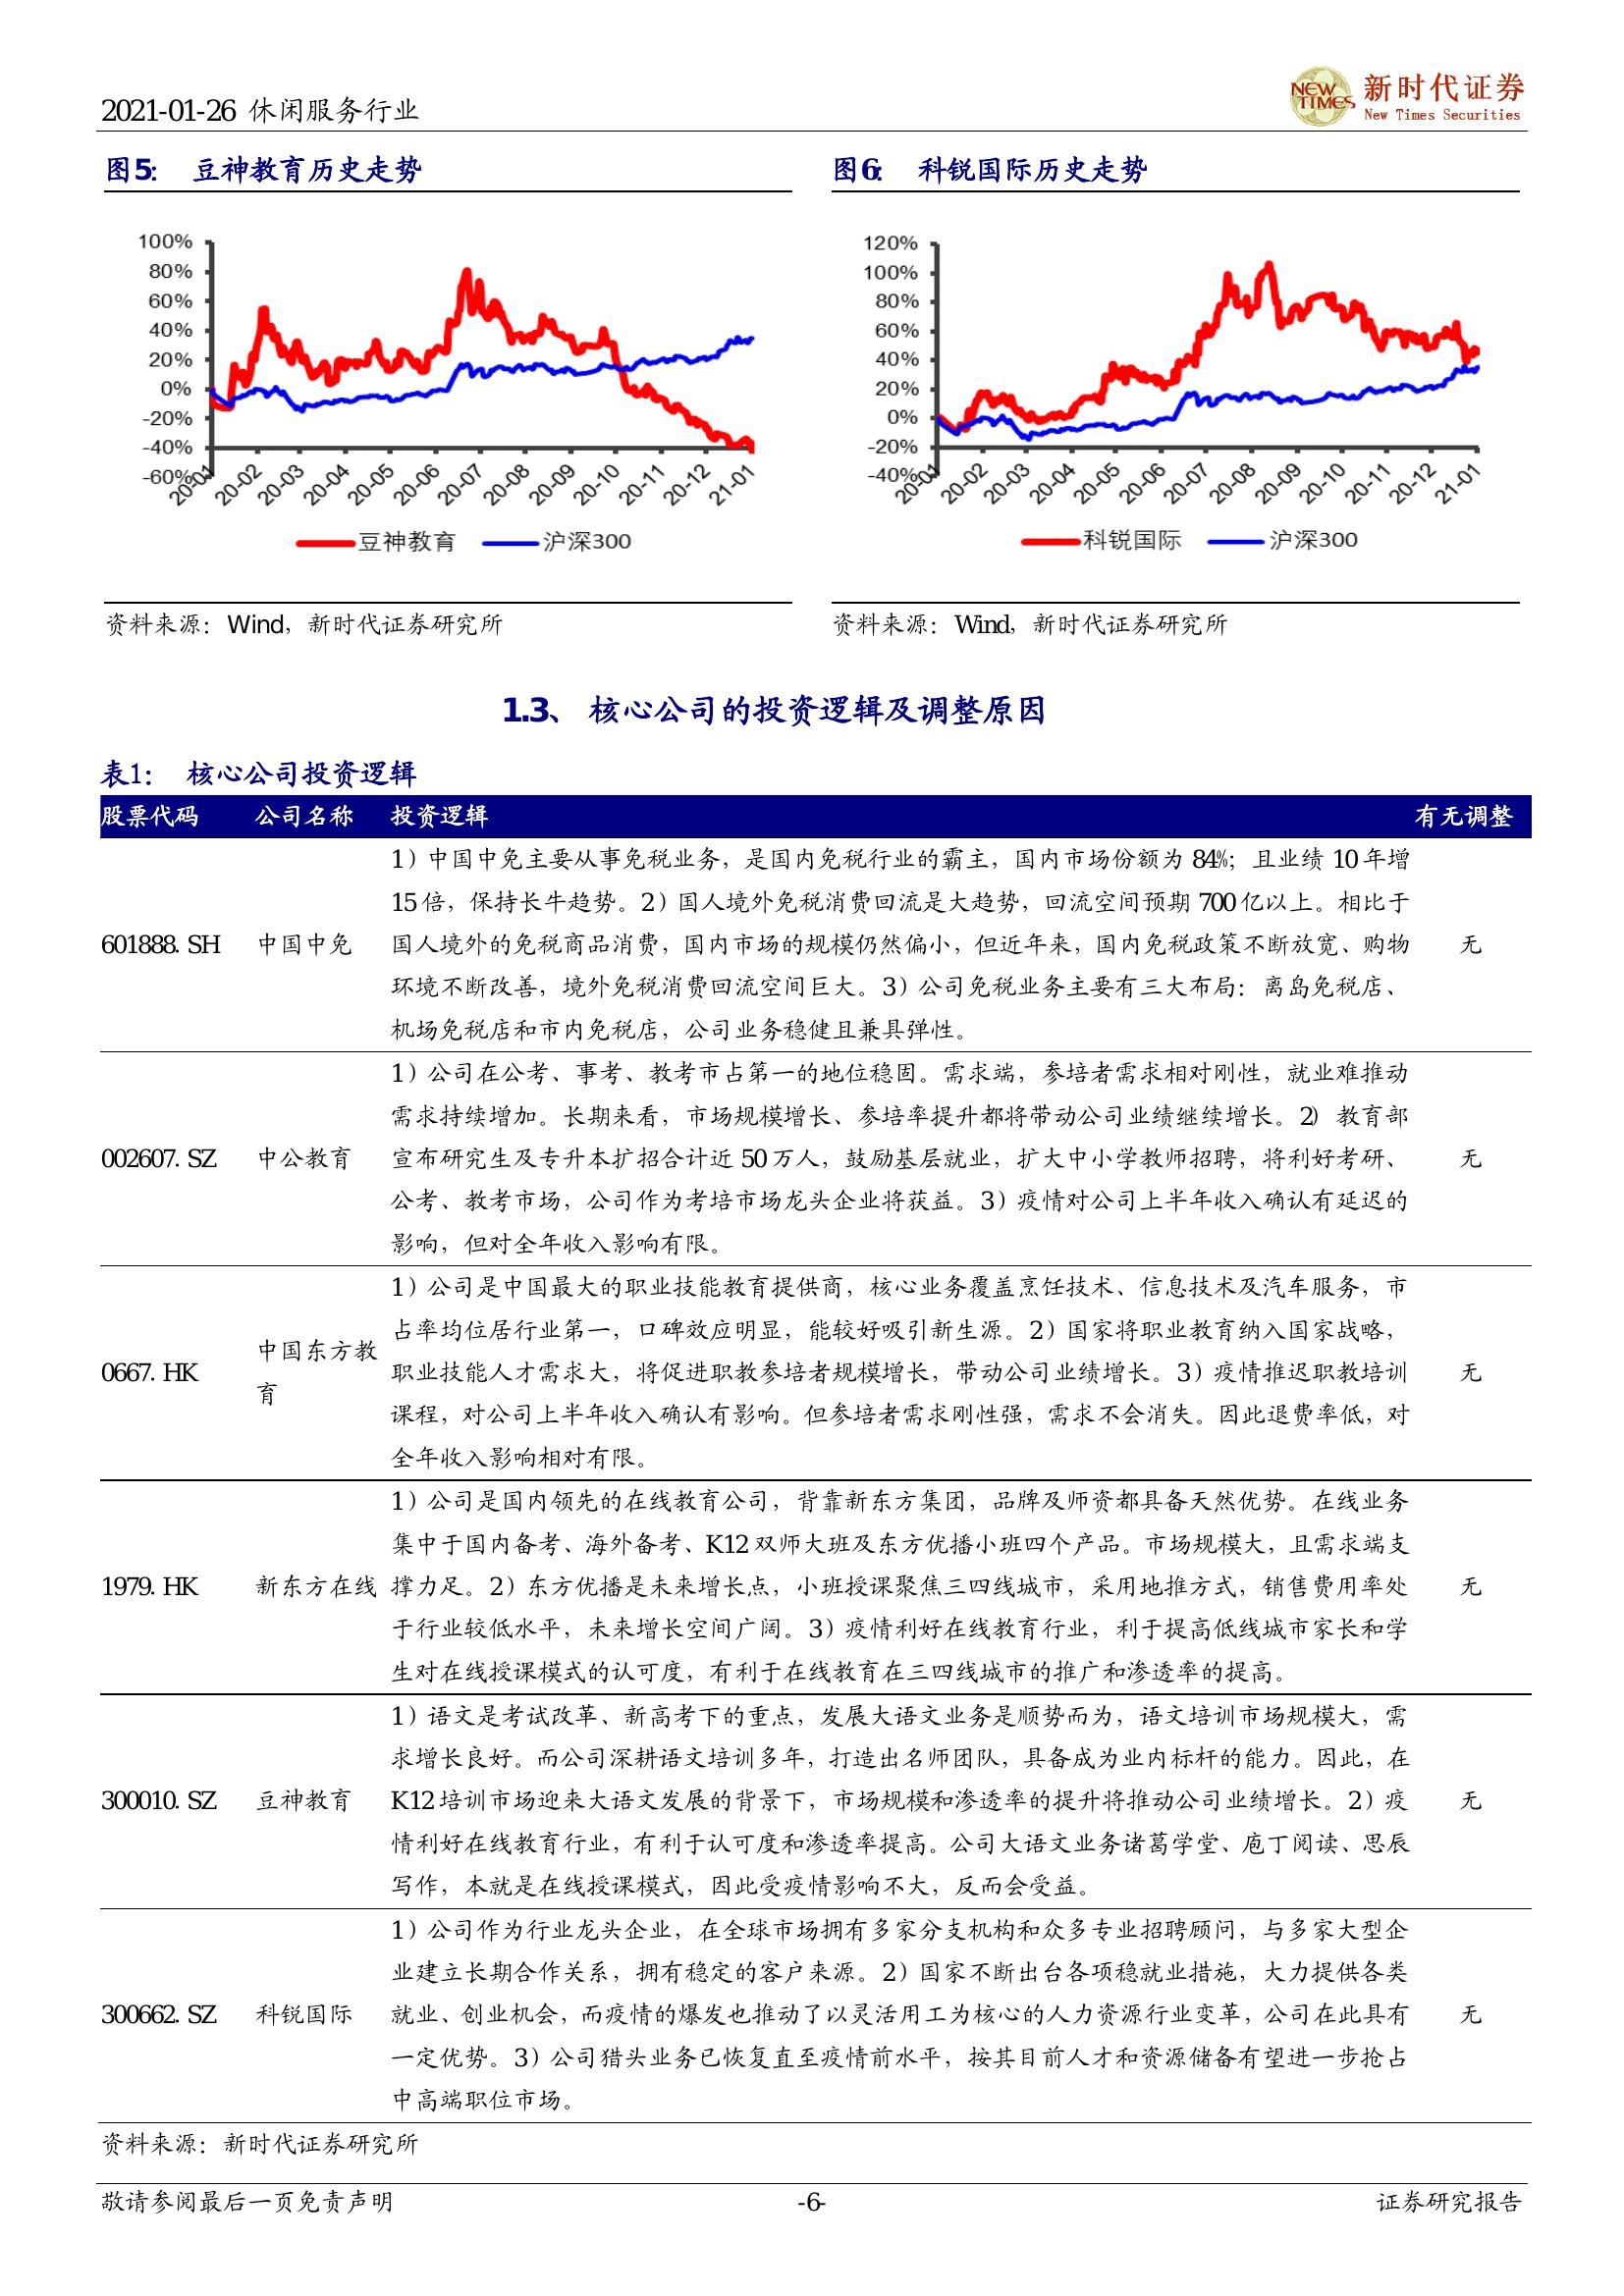 2021-01-26 休闲服务行业
NEW TIMES 新时代证券
New Times Securities
图5： 豆神教育历史走势
100%
80%
60%
40%
20%
0%
-20%
-40%
-60%
20-01 20-02 20-03 20-04 20-05 20-06 20-07 20-08 20-09 20-10 20-11 20-12 21-01
豆神教育 沪深300
资料来源：Wind，新时代证券研究所
图6： 科锐国际历史走势
120%
100%
80%
60%
40%
20%
0%
-20%
-40%
20-01 20-02 20-03 20-04 20-05 20-06 20-07 20-08 20-09 20-10 20-11 20-12 21-01
科锐国际 沪深300
资料来源：Wind，新时代证券研究所
1.3、 核心公司的投资逻辑及调整原因
表1： 核心公司投资逻辑
股票代码 公司名称 投资逻辑 有无调整
1）中国中免主要从事免税业务，是国内免税行业的霸主，国内市场份额为 84%；且业绩 10 年增
15 倍，保持长牛趋势。2）国人境外免税消费回流是大趋势，回流空间预期 700 亿以上。相比于
601888. SH 中国中免 国人境外的免税商品消费，国内市场的规模仍然偏小，但近年来，国内免税政策不断放宽、购物 无
环境不断改善，境外免税消费回流空间巨大。3）公司免税业务主要有三大布局：离岛免税店、
机场免税店和市内免税店，公司业务稳健且兼具弹性。
1）公司在公考、事考、教考市占第一的地位稳固。需求端，参培者需求相对刚性，就业难推动
需求持续增加。长期来看，市场规模增长、参培率提升都将带动公司业绩继续增长。2) 教育部
002607. SZ 中公教育 宣布研究生及专升本扩招合计近 50 万人，鼓励基层就业，扩大中小学教师招聘，将利好考研、 无
公考、教考市场，公司作为考培市场龙头企业将获益。3）疫情对公司上半年收入确认有延迟的
影响，但对全年收入影响有限。
1）公司是中国最大的职业技能教育提供商，核心业务覆盖烹饪技术、信息技术及汽车服务，市
占率均位居行业第一，口碑效应明显，能较好吸引新生源。2）国家将职业教育纳入国家战略，
0667. HK 中国东方教育 职业技能人才需求大，将促进职教参培者规模增长，带动公司业绩增长。3）疫情推迟职教培训 无
课程，对公司上半年收入确认有影响。但参培者需求刚性强，需求不会消失。因此退费率低，对
全年收入影响相对有限。
1）公司是国内领先的在线教育公司，背靠新东方集团，品牌及师资都具备天然优势。在线业务
集中于国内备考、海外备考、K12 双师大班及东方优播小班四个产品。市场规模大，且需求端支
1979. HK 新东方在线 撑力足。2）东方优播是未来增长点，小班授课聚焦三四线城市，采用地推方式，销售费用率处 无
于行业较低水平，未来增长空间广阔。3）疫情利好在线教育行业，利于提高低线城市家长和学
生对在线授课模式的认可度，有利于在线教育在三四线城市的推广和渗透率的提高。
1）语文是考试改革、新高考下的重点，发展大语文业务是顺势而为，语文培训市场规模大，需
求增长良好。而公司深耕语文培训多年，打造出名师团队，具备成为业内标杆的能力。因此，在
300010. SZ 豆神教育 K12 培训市场迎来大语文发展的背景下，市场规模和渗透率的提升将推动公司业绩增长。2）疫 无
情利好在线教育行业，有利于认可度和渗透率提高。公司大语文业务诸葛学堂、庖丁阅读、思辰
写作，本就是在线授课模式，因此受疫情影响不大，反而会受益。
1）公司作为行业龙头企业，在全球市场拥有多家分支机构和众多专业招聘顾问，与多家大型企
业建立长期合作关系，拥有稳定的客户来源。2）国家不断出台各项稳就业措施，大力提供各类
300662. SZ 科锐国际 就业、创业机会，而疫情的爆发也推动了以灵活用工为核心的人力资源行业变革，公司在此具有 无
一定优势。3）公司猎头业务已恢复直至疫情前水平，按其目前人才和资源储备有望进一步抢占
中高端职位市场。
资料来源：新时代证券研究所
敬请参阅最后一页免责声明 -6- 证券研究报告